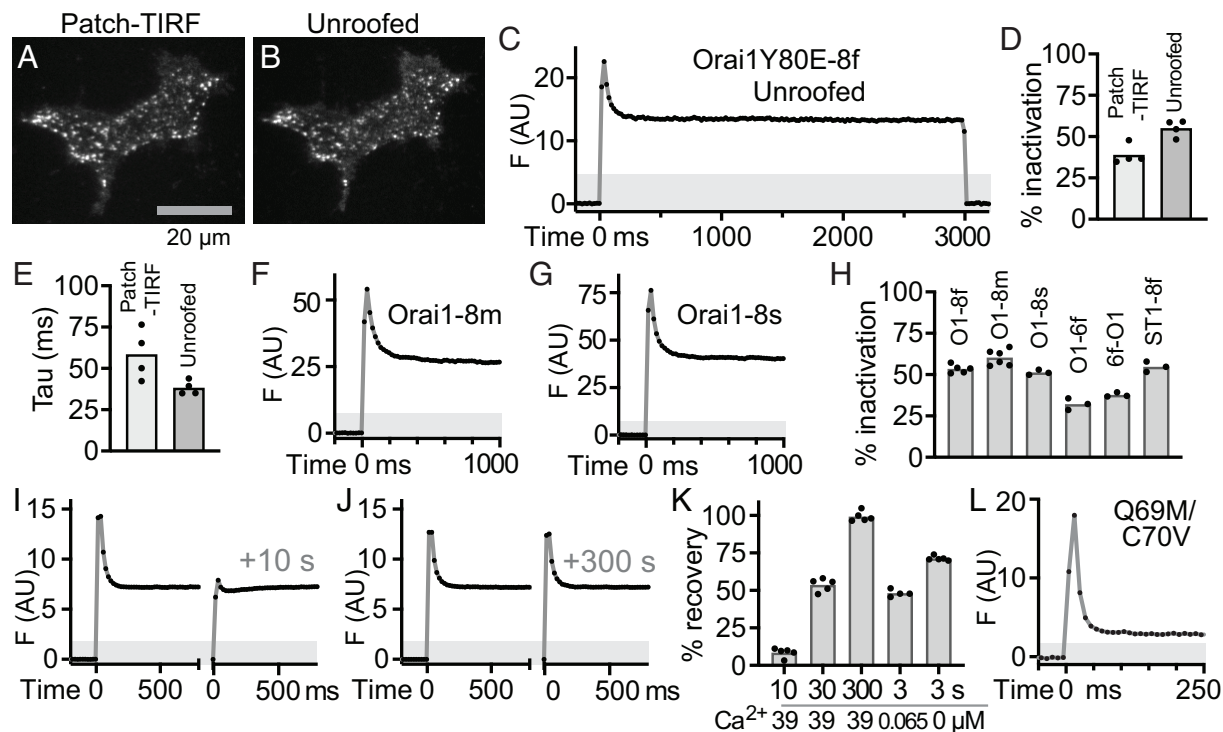 Patch-TIRF
Unroofed
A
B
20 µm
C
Orai1Y80E-8f
Unroofed
F (AU)
20
10
0
Time 0 ms 1000 2000 3000
D
% inactivation
100
75
50
25
0
Patch
-TIRF
Unroofed
E
Tau (ms)
100
75
50
25
0
Patch
-TIRF
Unroofed
F
Orai1-8m
F (AU)
50
25
0
Time 0 ms 1000
G
Orai1-8s
F (AU)
75
50
25
0
Time 0 ms 1000
H
% inactivation
100
75
50
25
0
O1-8f
O1-8m
O1-8s
O1-6f
6f-O1
ST1-8f
I
F (AU)
15
10
5
0
+10 s
Time 0 500 0 500 ms
J
F (AU)
15
10
5
0
+300 s
Time 0 500 0 500 ms
K
% recovery
100
75
50
25
0
10 30 300 3 3 s
Ca2+ 39 39 39 0.065 0 µM
L
Q69M/
C70V
F (AU)
20
10
0
Time 0 ms 250